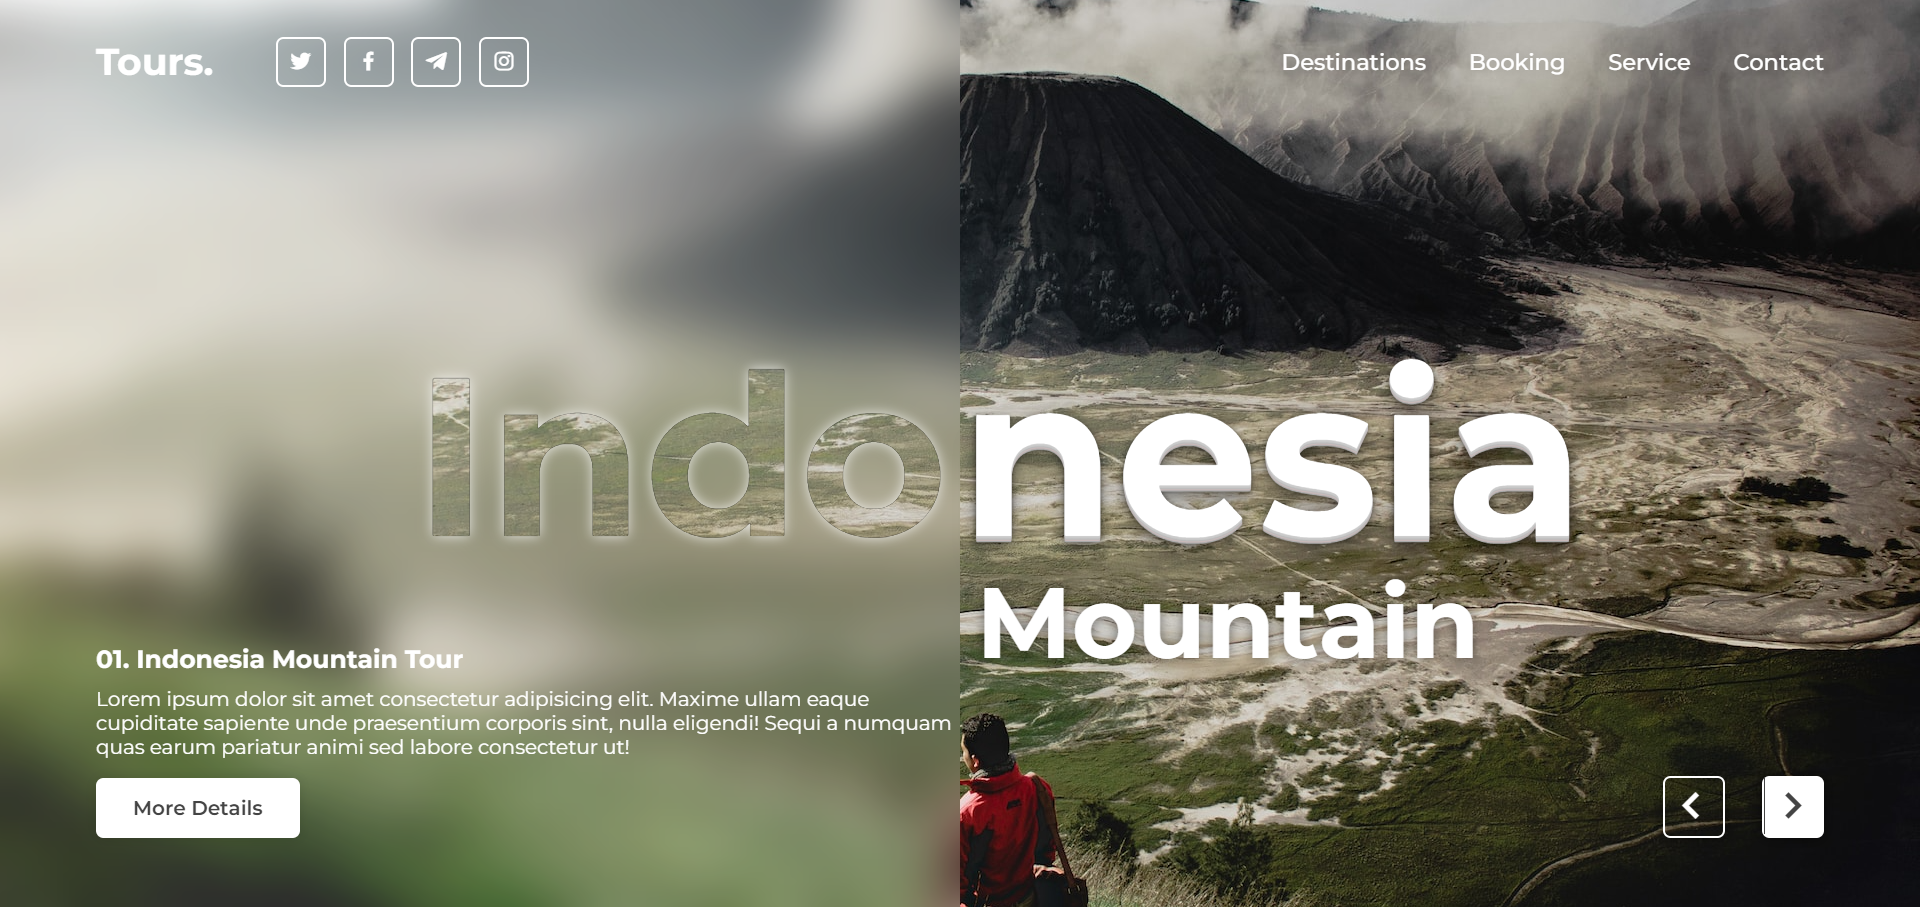 Tours.
Destinations Booking Service Contact
Indonesia
Mountain
01. Indonesia Mountain Tour
Lorem ipsum dolor sit amet consectetur adipisicing elit. Maxime ullam eaque
cupiditate sapiente unde praesentium corporis sint, nulla eligendi! Sequi a numquam
quas earum pariatur animi sed labore consectetur ut!
More Details